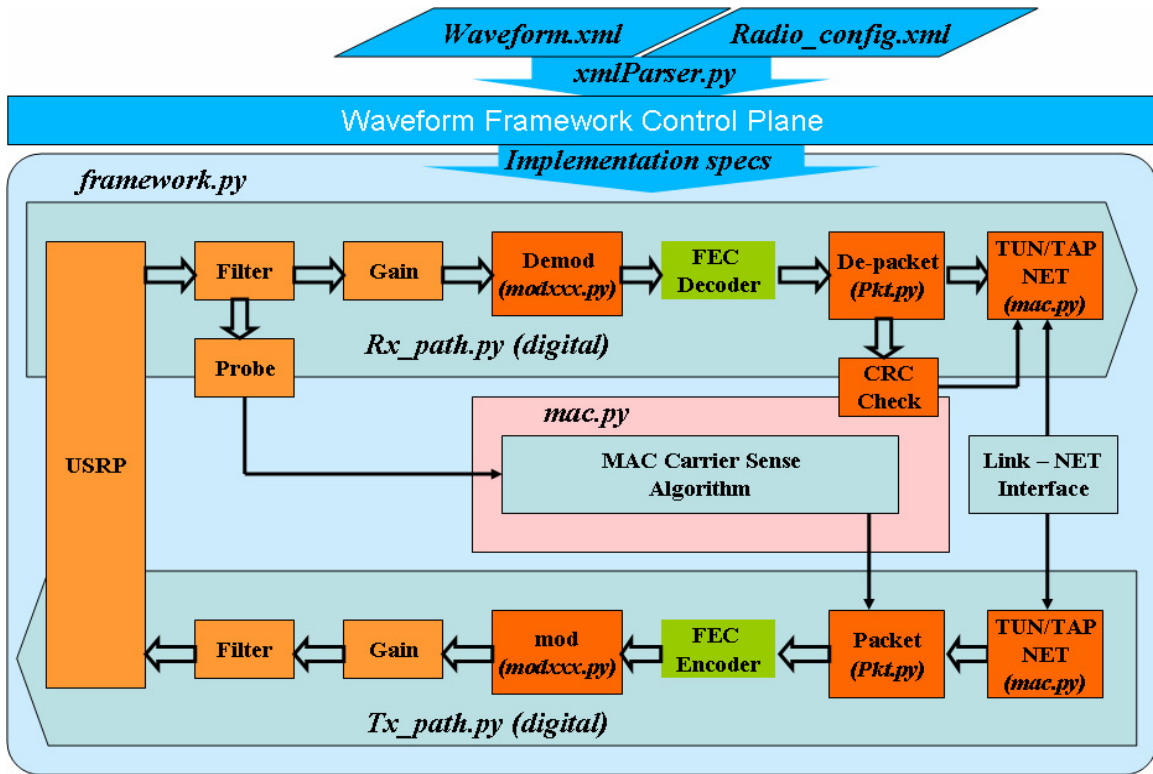 Waveform.xml
Radio_config.xml
xmlParser.py
Waveform Framework Control Plane
Implementation specs
framework.py
Filter
Gain
Demod
(modxxx.py)
FEC
Decoder
De-packet
(Pkt.py)
TUN/TAP
NET
(mac.py)
Rx_path.py (digital)
Probe
CRC
Check
mac.py
USRP
MAC Carrier Sense
Algorithm
Link – NET
Interface
Filter
Gain
mod
(modxxx.py)
FEC
Encoder
Packet
(Pkt.py)
TUN/TAP
NET
(mac.py)
Tx_path.py (digital)